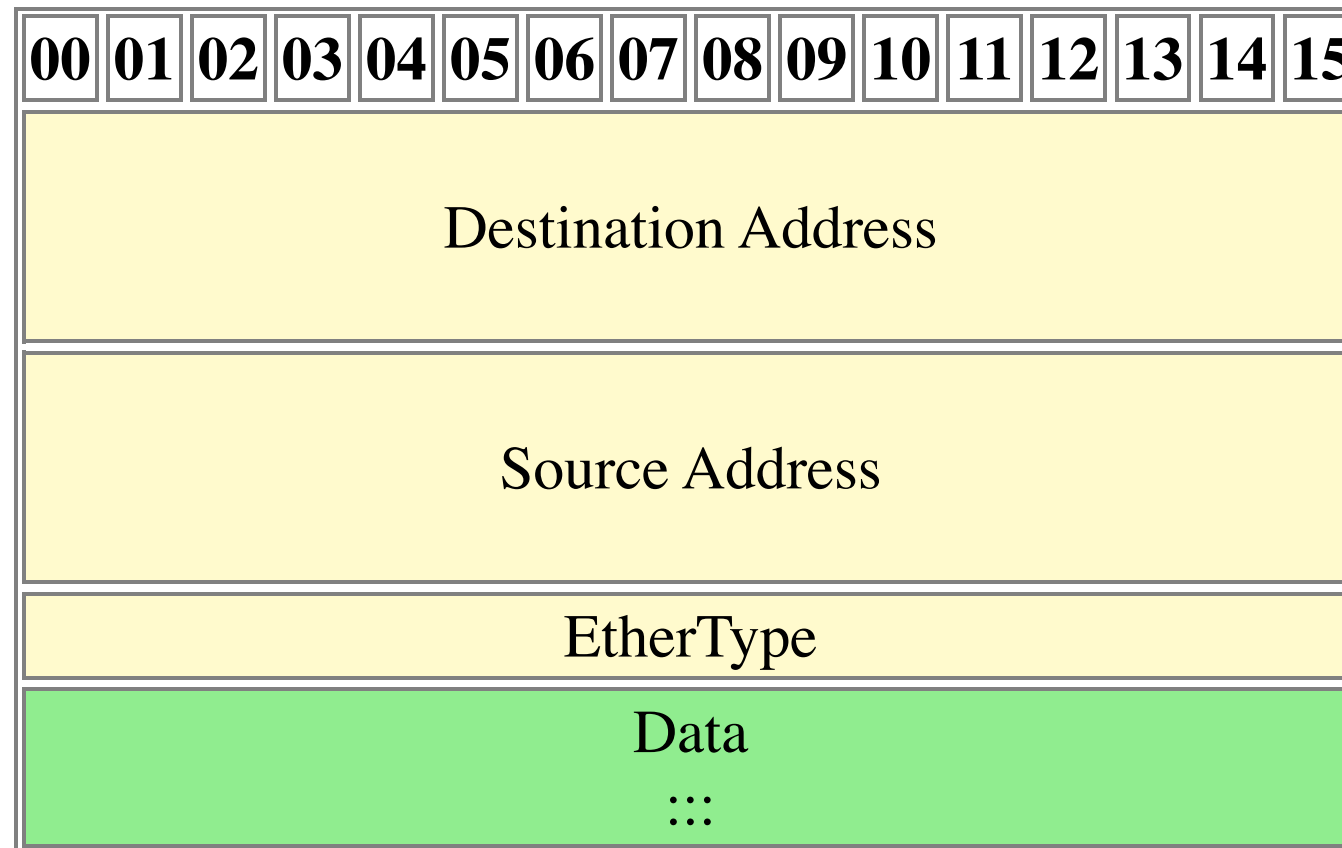 00 01 02 03 04 05 06 07 08 09 10 11 12 13 14 15
Destination Address
Source Address
EtherType
Data
:::